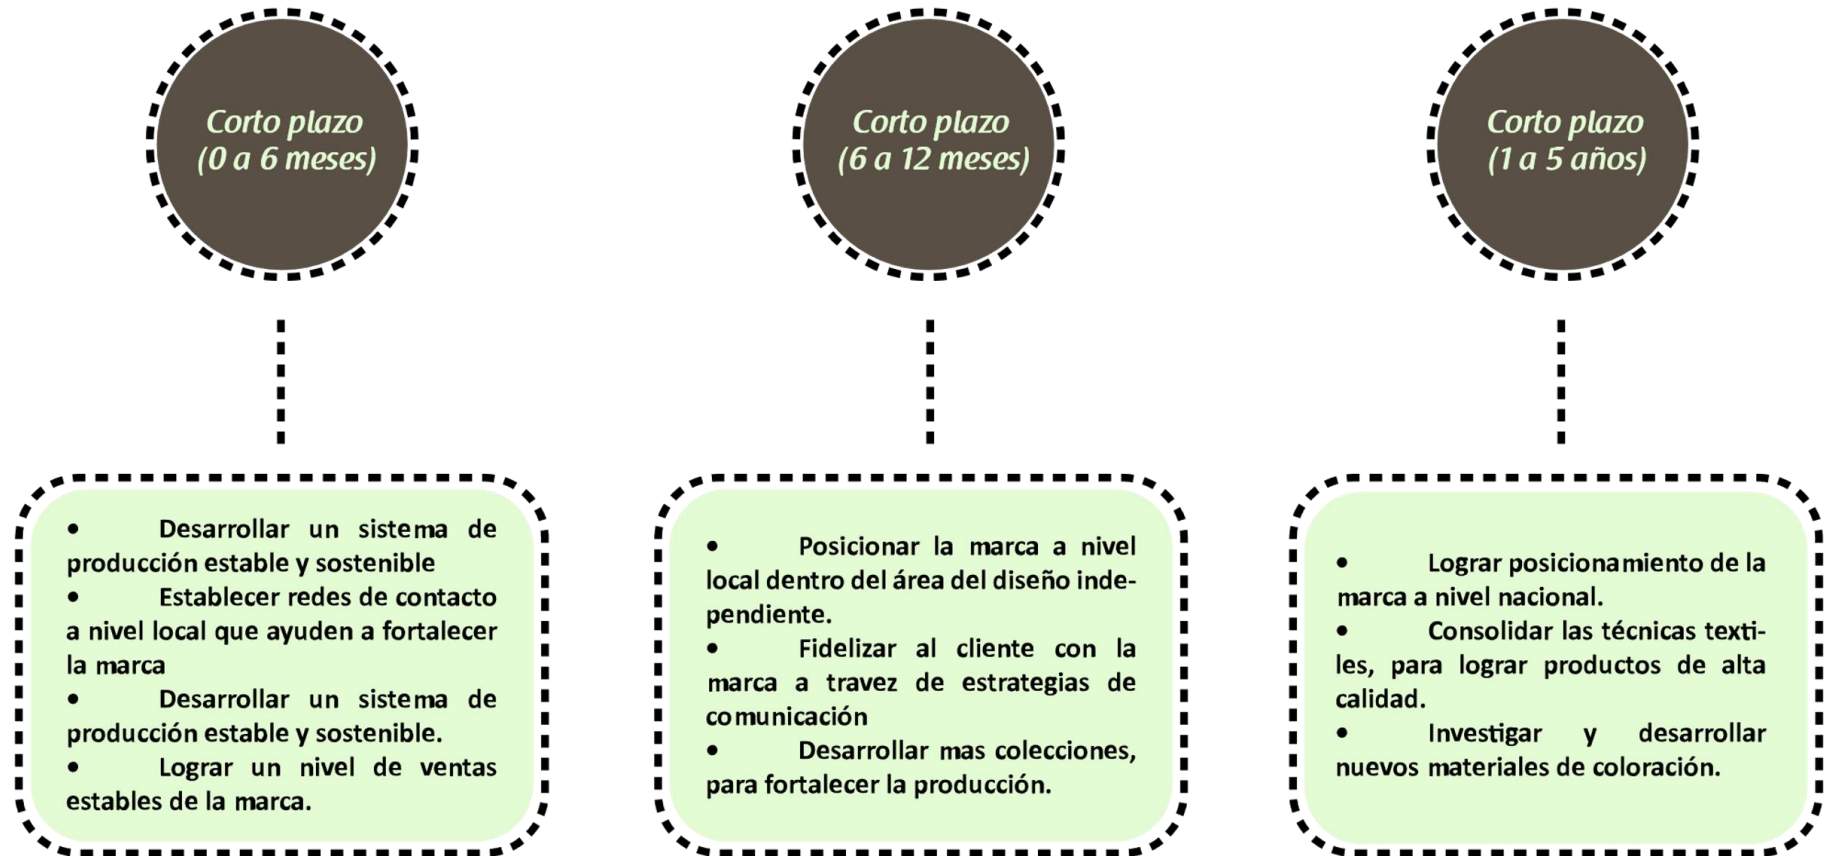 Corto plazo
(0 a 6 meses)
• Desarrollar un sistema de
producción estable y sostenible
• Establecer redes de contacto
a nivel local que ayuden a fortalecer
la marca
• Desarrollar un sistema de
producción estable y sostenible.
• Lograr un nivel de ventas
estables de la marca.
Corto plazo
(6 a 12 meses)
• Posicionar la marca a nivel
local dentro del área del diseño inde-
pendiente.
• Fidelizar al cliente con la
marca a travez de estrategias de
comunicación
• Desarrollar mas colecciones,
para fortalecer la producción.
Corto plazo
(1 a 5 años)
• Lograr posicionamiento de la
marca a nivel nacional.
• Consolidar las técnicas texti-
les, para lograr productos de alta
calidad.
• Investigar y desarrollar
nuevos materiales de coloración.